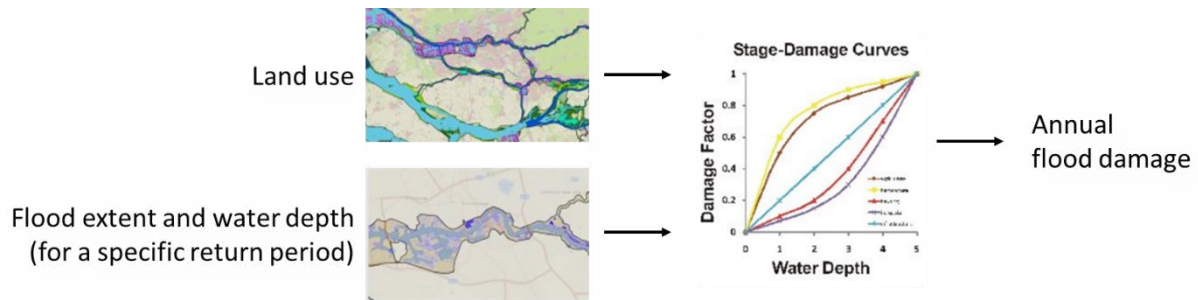 Land use
Flood extent and water depth
(for a specific return period)
Stage-Damage Curves
Damage Factor
1
0.8
0.6
0.4
0.2
0
0 1 2 3 4 5
Water Depth
Annual
flood damage